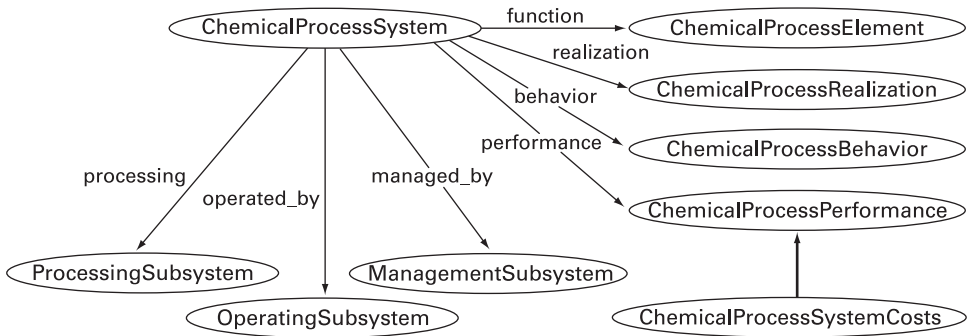 ChemicalProcessSystem
function
ChemicalProcessElement
realization
ChemicalProcessRealization
behavior
ChemicalProcessBehavior
performance
processing
managed_by
operated_by
ChemicalProcessPerformance
ProcessingSubsystem
ManagementSubsystem
OperatingSubsystem
ChemicalProcessSystemCosts